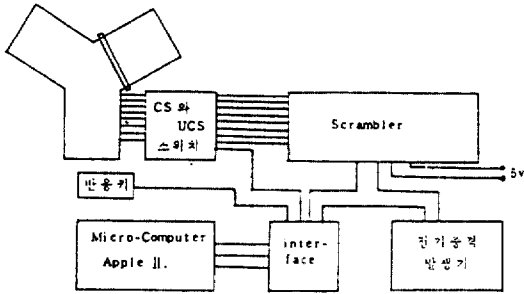 CS 와
UCS
스위치
Scrambler
5v
반응키
Micro-Computer
Apple II.
inter-
face
전기충격
발생기